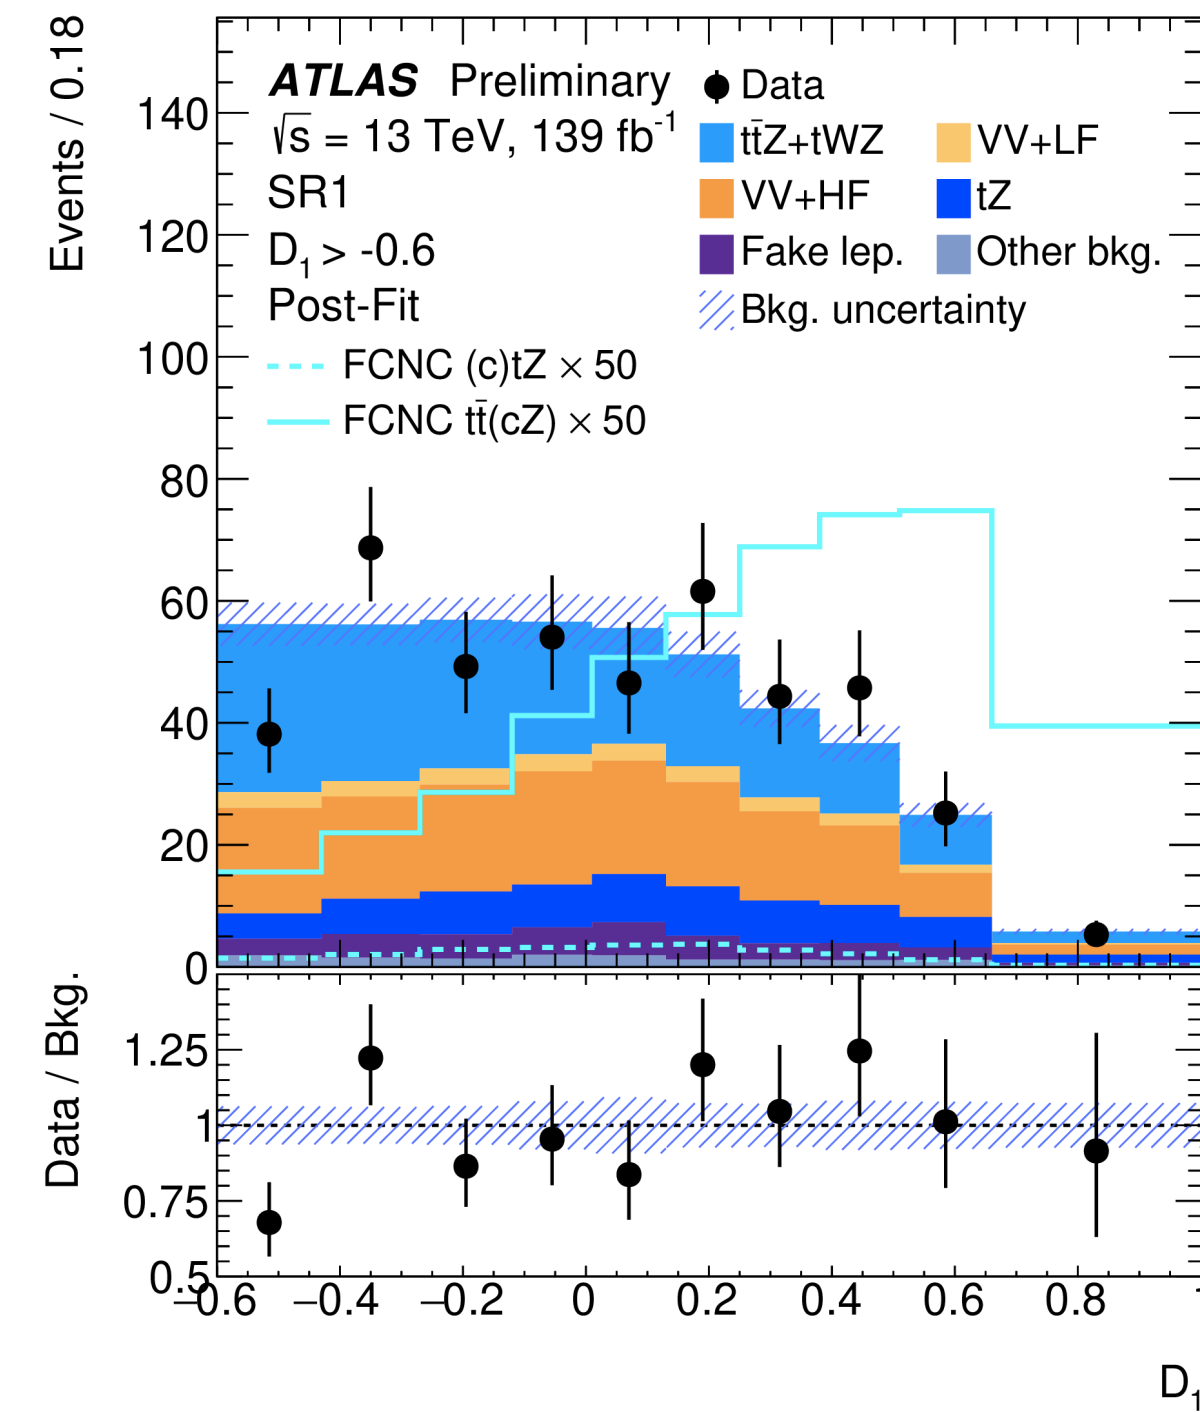 Events / 0.18
140
120
100
80
60
40
20
0
ATLAS Preliminary
√s = 13 TeV, 139 fb⁻¹
SR1
D₁ > -0.6
Post-Fit
FCNC (c)tZ × 50
FCNC tt̄(cZ) × 50
Data
tt̄Z+tWZ
VV+LF
VV+HF
tZ
Fake lep.
Other bkg.
Bkg. uncertainty
Data / Bkg.
1.25
1
0.75
0.5
−0.6 −0.4 −0.2 0 0.2 0.4 0.6 0.8
D₁